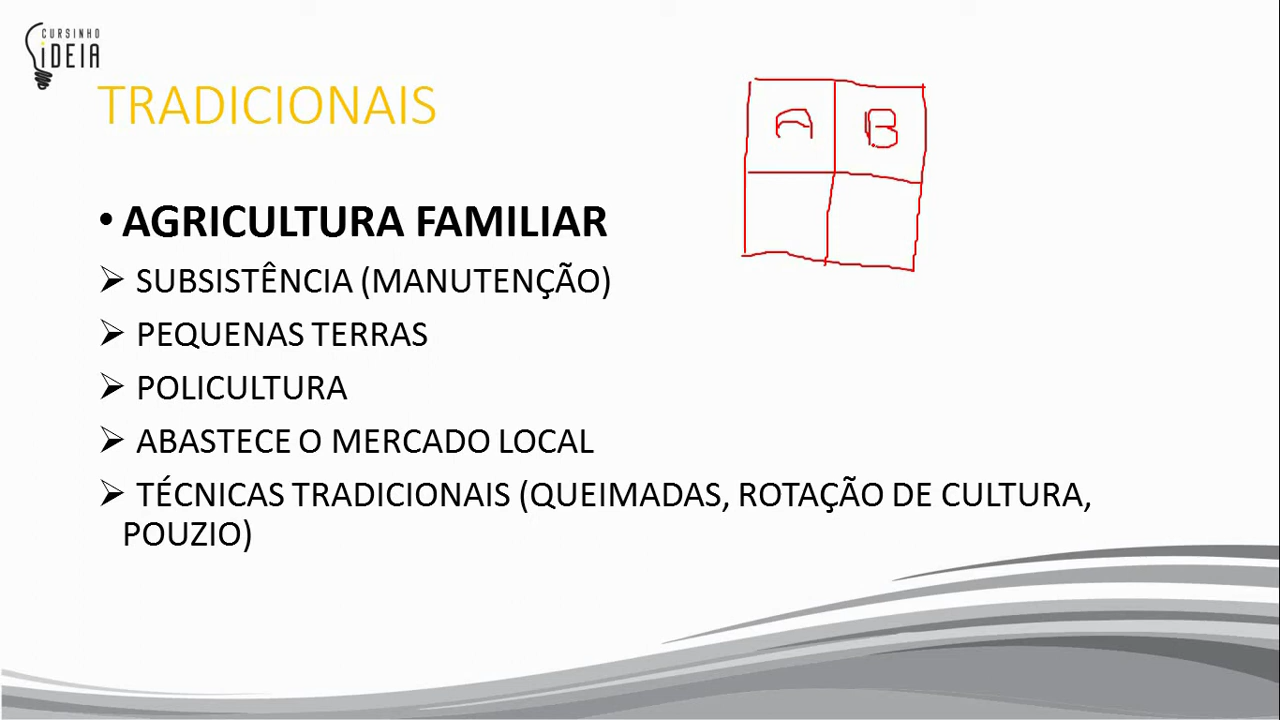 CURSINHO
iDEIA
TRADICIONAIS
A B
• AGRICULTURA FAMILIAR
➢ SUBSISTÊNCIA (MANUTENÇÃO)
➢ PEQUENAS TERRAS
➢ POLICULTURA
➢ ABASTECE O MERCADO LOCAL
➢ TÉCNICAS TRADICIONAIS (QUEIMADAS, ROTAÇÃO DE CULTURA,
POUZIO)